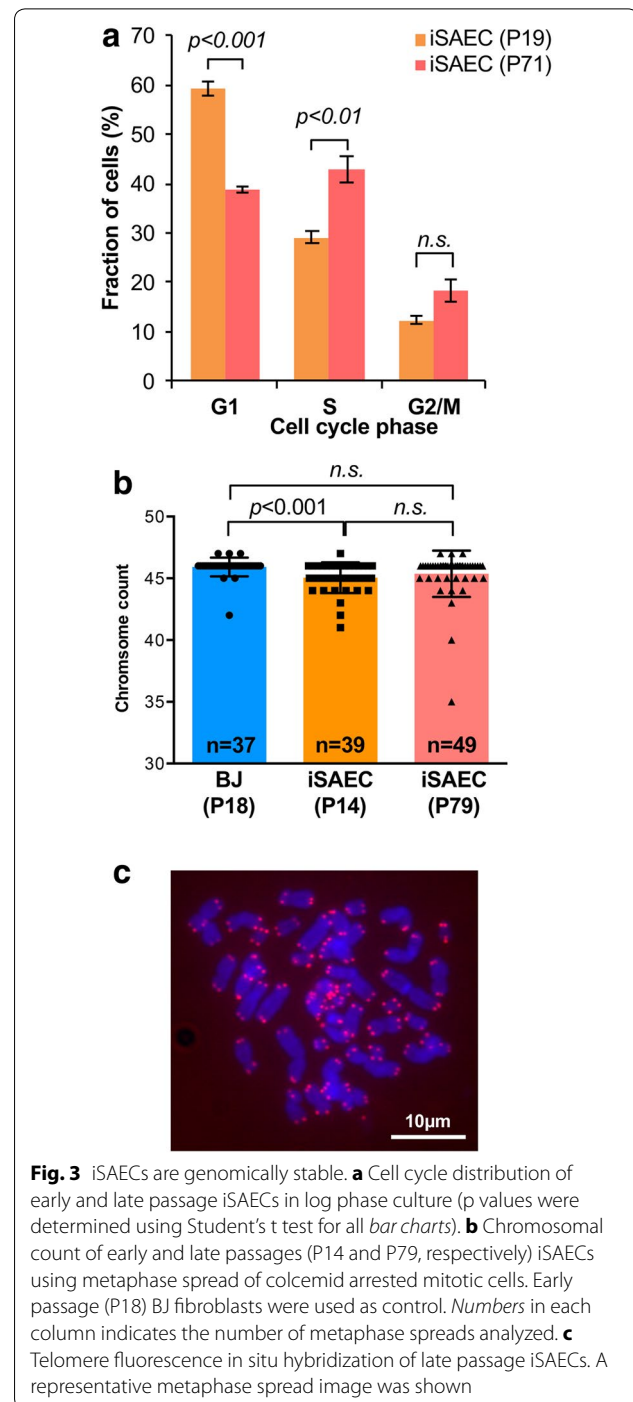 a
70
60
50
40
30
20
10
0
Fraction of cells (%)
p<0.001
p<0.01
n.s.
iSAEC (P19)
iSAEC (P71)
G1 S G2/M
Cell cycle phase
b
n.s.
p<0.001 n.s.
50
45
40
35
30
Chromsome count
n=37 n=39 n=49
BJ iSAEC iSAEC
(P18) (P14) (P79)
c
10μm
Fig. 3 iSAECs are genomically stable. a Cell cycle distribution of
early and late passage iSAECs in log phase culture (p values were
determined using Student's t test for all bar charts). b Chromosomal
count of early and late passages (P14 and P79, respectively) iSAECs
using metaphase spread of colcemid arrested mitotic cells. Early
passage (P18) BJ fibroblasts were used as control. Numbers in each
column indicates the number of metaphase spreads analyzed. c
Telomere fluorescence in situ hybridization of late passage iSAECs. A
representative metaphase spread image was shown